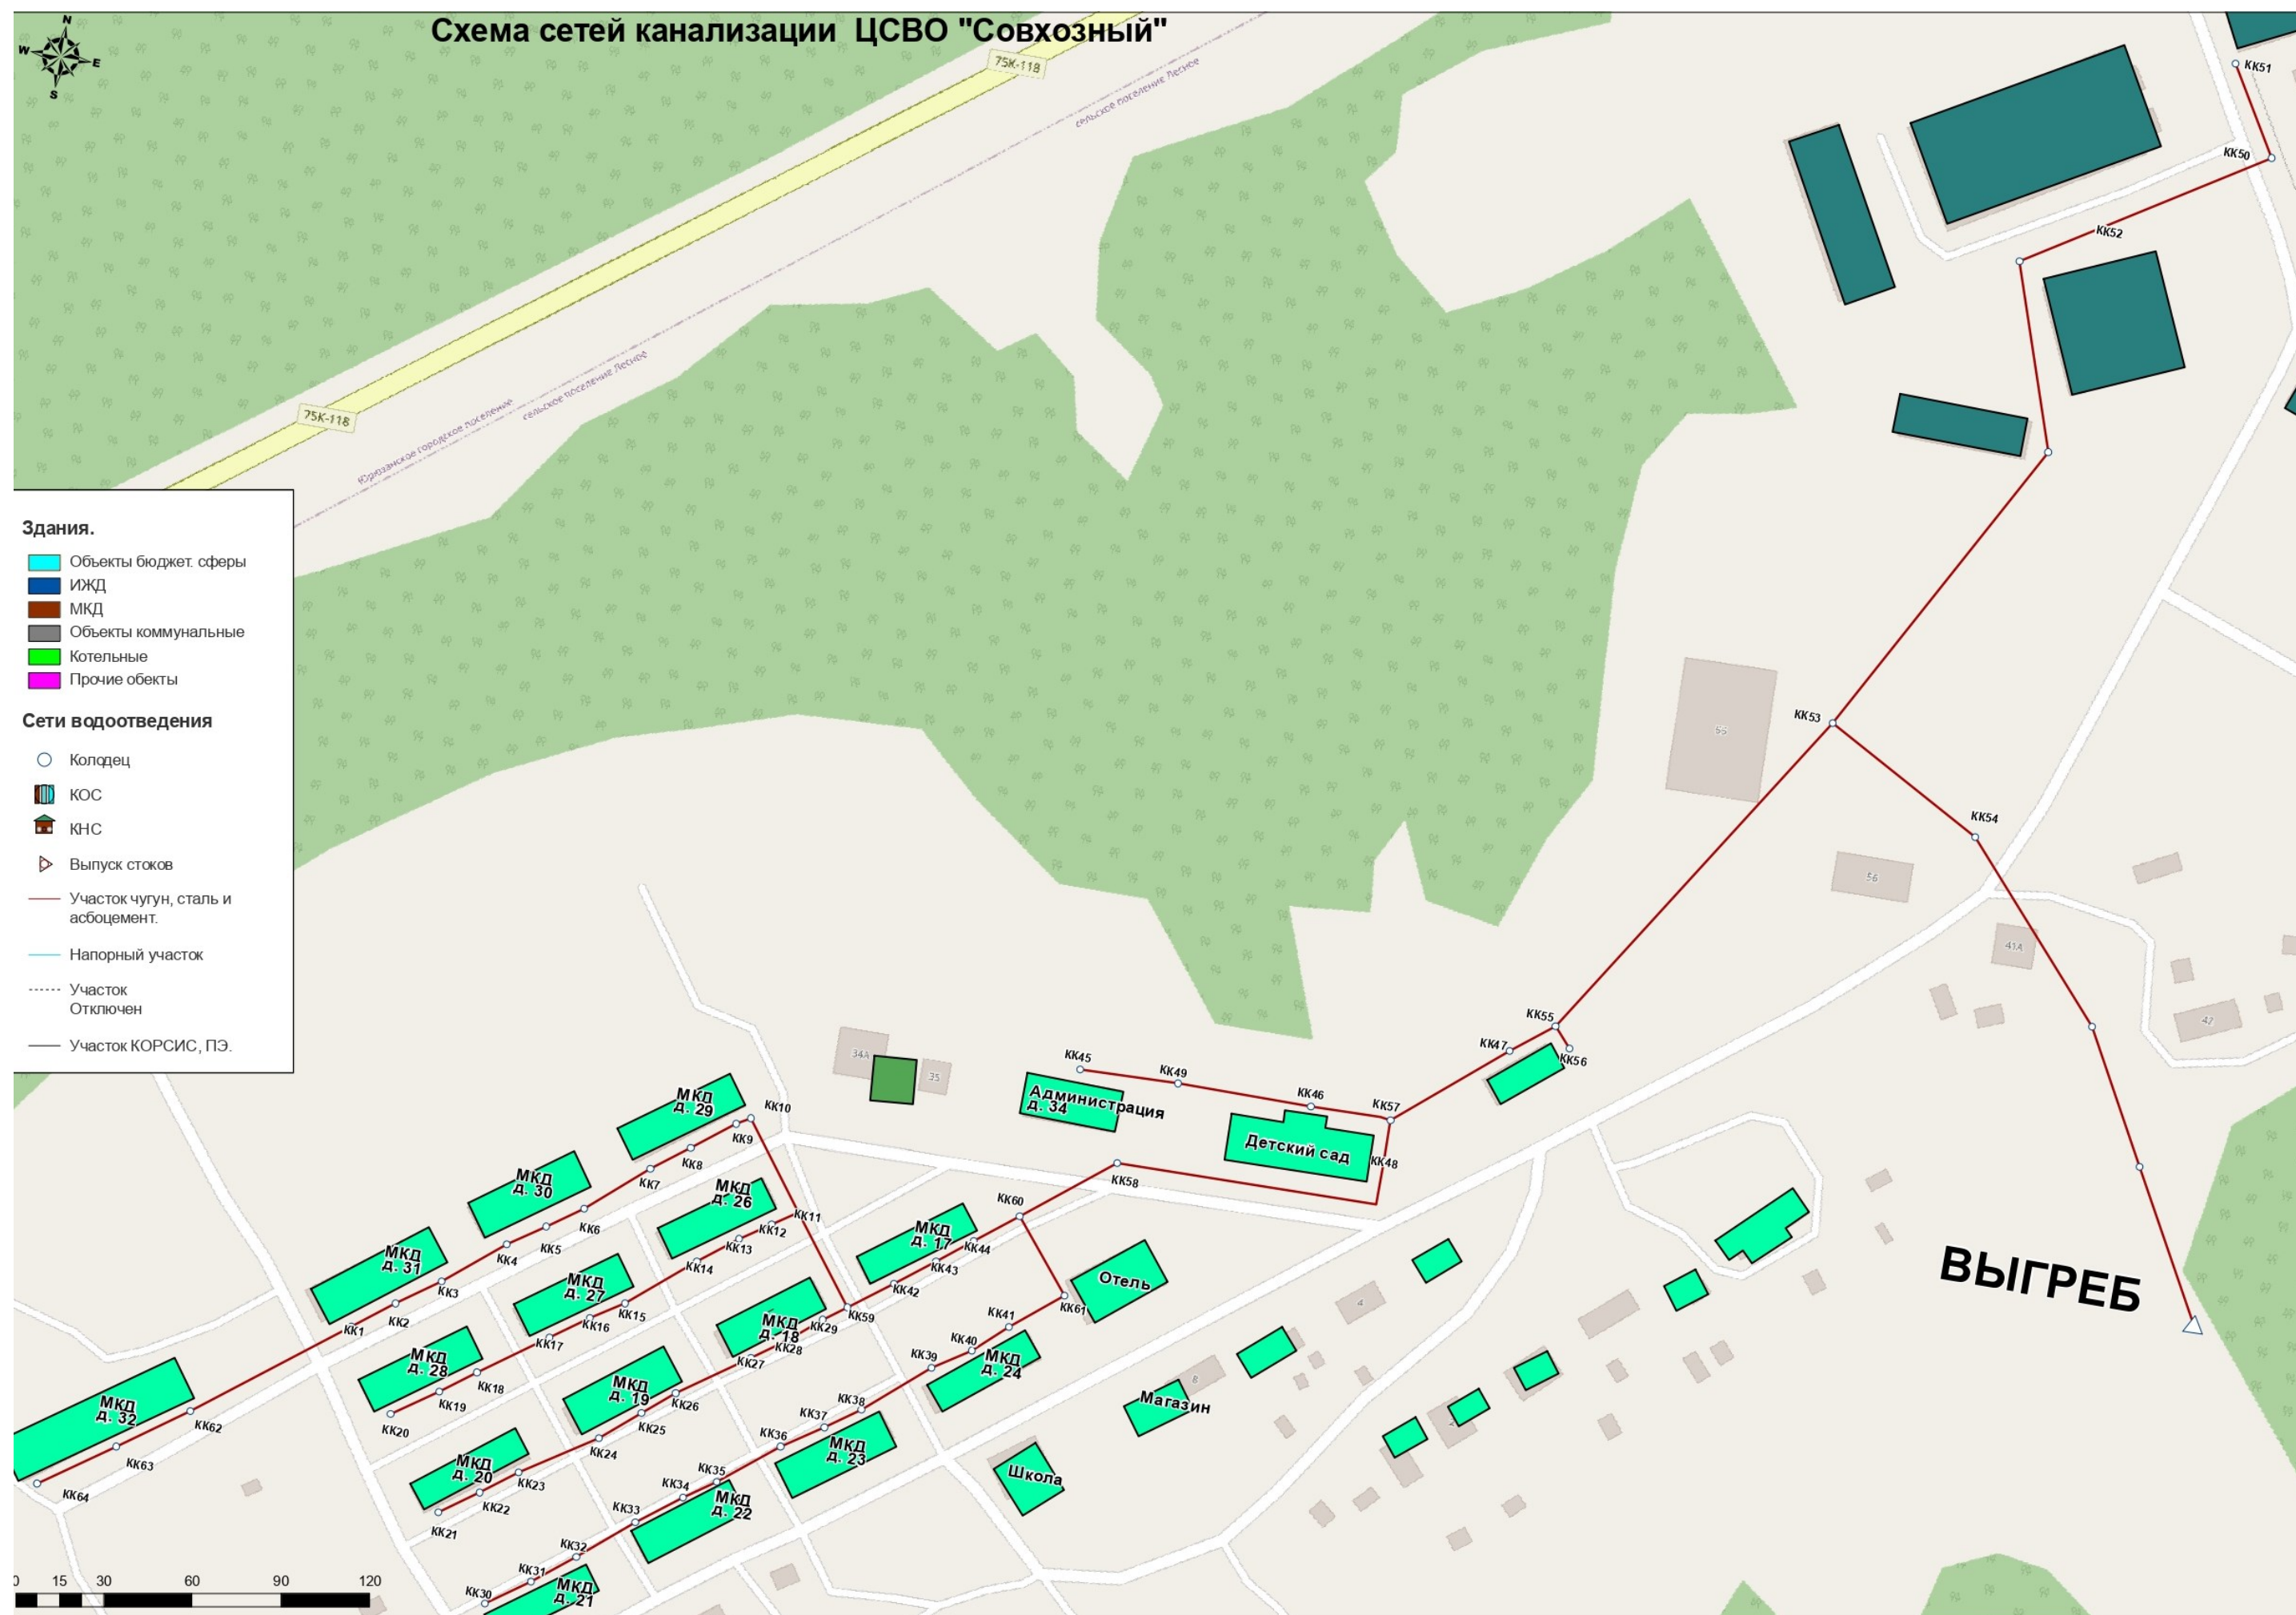 Схема сетей канализации ЦСВО "Совхозный"
N
W
E
S
75К-118
сельское поселение Лесное
75К-118
Юрюзанское городское поселение
сельское поселение Лесное
КК51
КК50
КК52
КК53
КК54
55
56
41А
42
Здания.
Объекты бюджет. сферы
ИЖД
МКД
Объекты коммунальные
Котельные
Прочие обекты
Сети водоотведения
Колодец
КОС
КНС
Выпуск стоков
Участок чугун, сталь и
асбоцемент.
Напорный участок
Участок
Отключен
Участок КОРСИС, ПЭ.
КК55
КК47
КК56
КК45
КК49
КК46
КК57
КК48
34А
35
Администрация
д. 34
Детский сад
МКД
д. 29
КК10
КК9
КК8
КК7
МКД
д. 30
КК6
КК5
КК4
МКД
д. 26
КК11
КК12
КК13
КК14
КК58
КК60
МКД
д. 17
КК44
КК43
КК42
МКД
д. 31
КК3
КК2
КК1
МКД
д. 27
КК15
КК16
КК17
МКД
д. 18
КК59
КК29
КК28
КК27
Отель
КК61
КК41
КК40
КК39
МКД
д. 24
ВЫГРЕБ
4
8
Магазин
МКД
д. 28
КК18
КК19
КК20
МКД
д. 19
КК26
КК25
КК24
МКД
д. 32
КК62
КК63
КК64
КК38
КК37
КК36
МКД
д. 23
Школа
МКД
д. 20
КК23
КК22
КК21
КК35
КК34
КК33
МКД
д. 22
КК32
КК31
КК30
МКД
д. 21
0 15 30 60 90 120